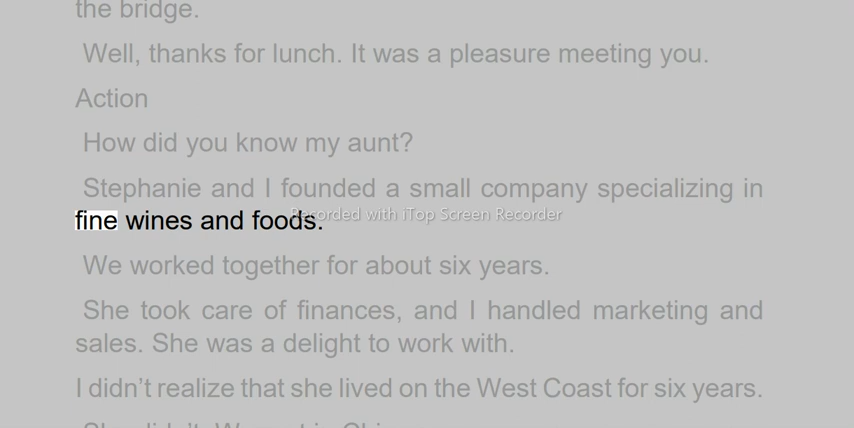 the bridge.
Well, thanks for lunch. It was a pleasure meeting you.
Action
How did you know my aunt?
Stephanie and I founded a small company specializing in
fine wines and foods.
Recorded with iTop Screen Recorder
We worked together for about six years.
She took care of finances, and I handled marketing and
sales. She was a delight to work with.
I didn’t realize that she lived on the West Coast for six years.